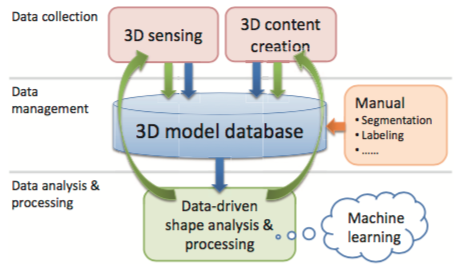 Data collection
3D sensing
3D content
creation
Data
management
3D model database
Manual
• Segmentation
• Labeling
• ......
Data analysis &
processing
Data-driven
shape analysis &
processing
Machine
learning